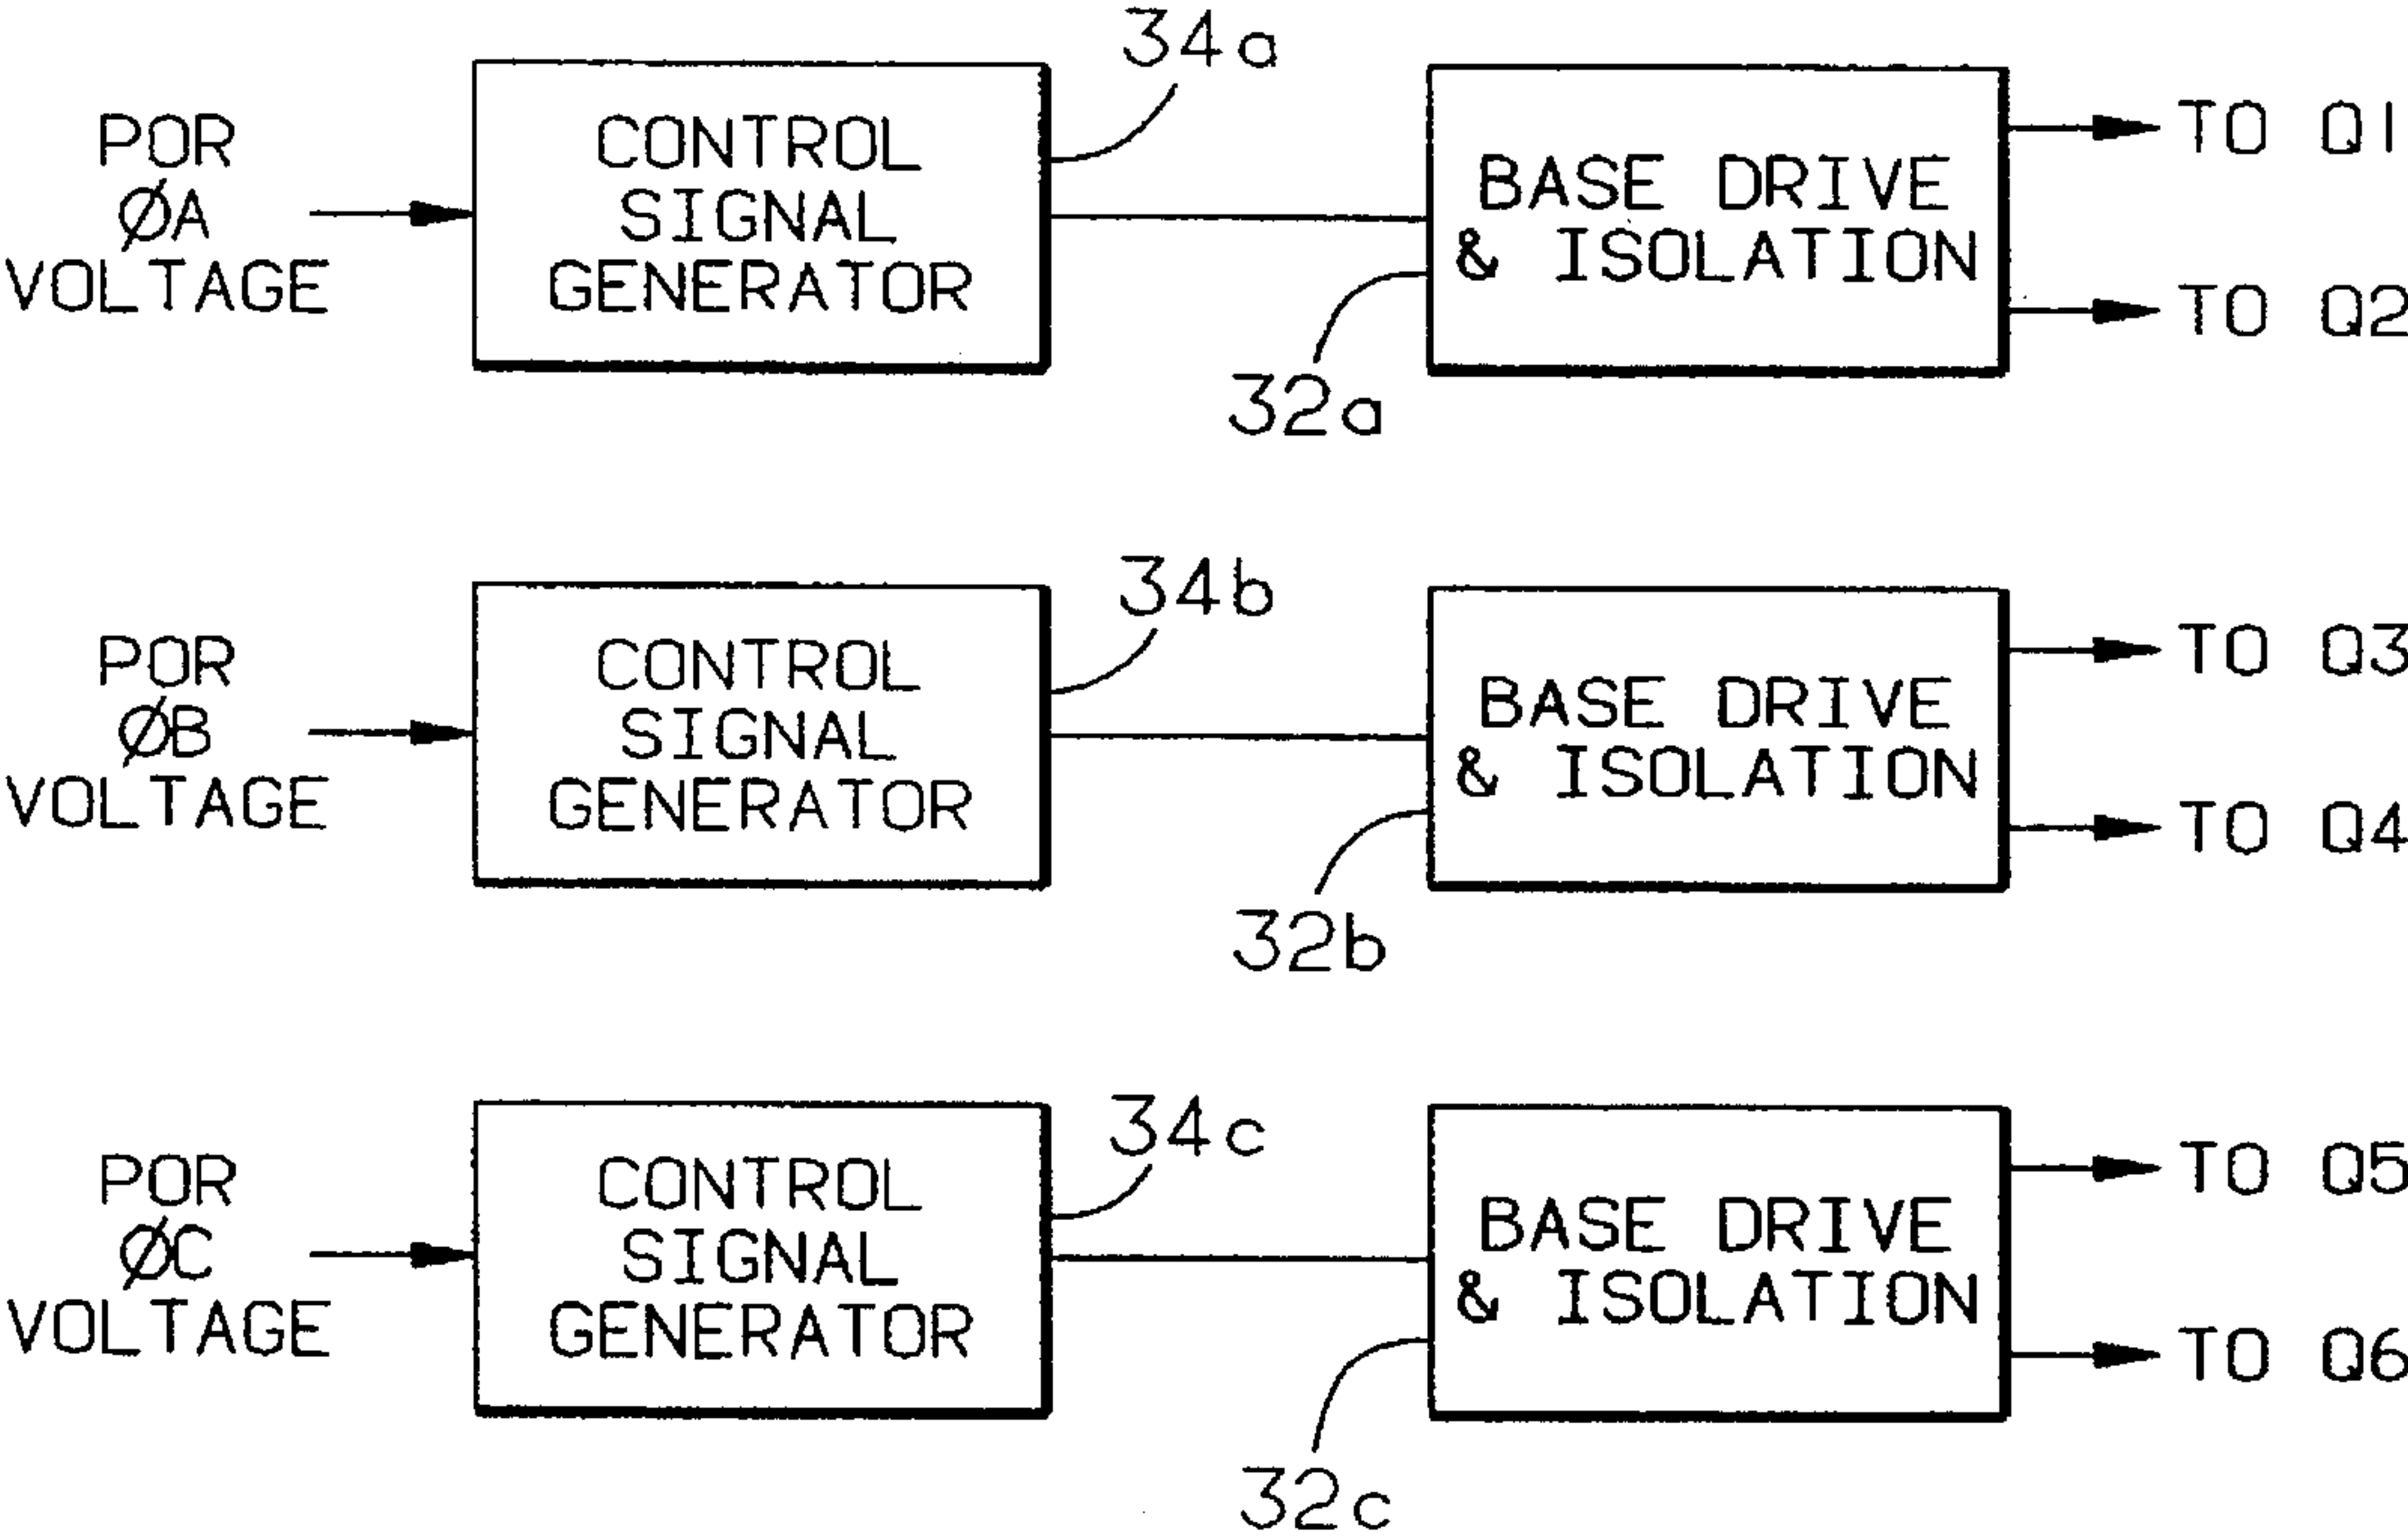 34a
POR
ØA
VOLTAGE
CONTROL
SIGNAL
GENERATOR
BASE DRIVE
& ISOLATION
TO Q1
TO Q2
32a
34b
POR
ØB
VOLTAGE
CONTROL
SIGNAL
GENERATOR
BASE DRIVE
& ISOLATION
TO Q3
TO Q4
32b
34c
POR
ØC
VOLTAGE
CONTROL
SIGNAL
GENERATOR
BASE DRIVE
& ISOLATION
TO Q5
TO Q6
32c